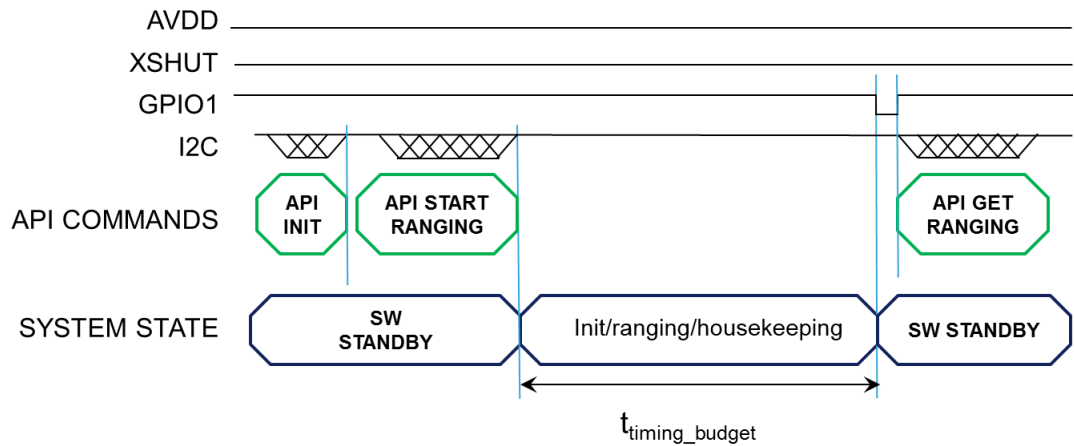 AVDD
XSHUT
GPIO1
I2C
API COMMANDS
API
INIT
API START
RANGING
API GET
RANGING
SYSTEM STATE
SW
STANDBY
Init/ranging/housekeeping
SW STANDBY
ttiming_budget